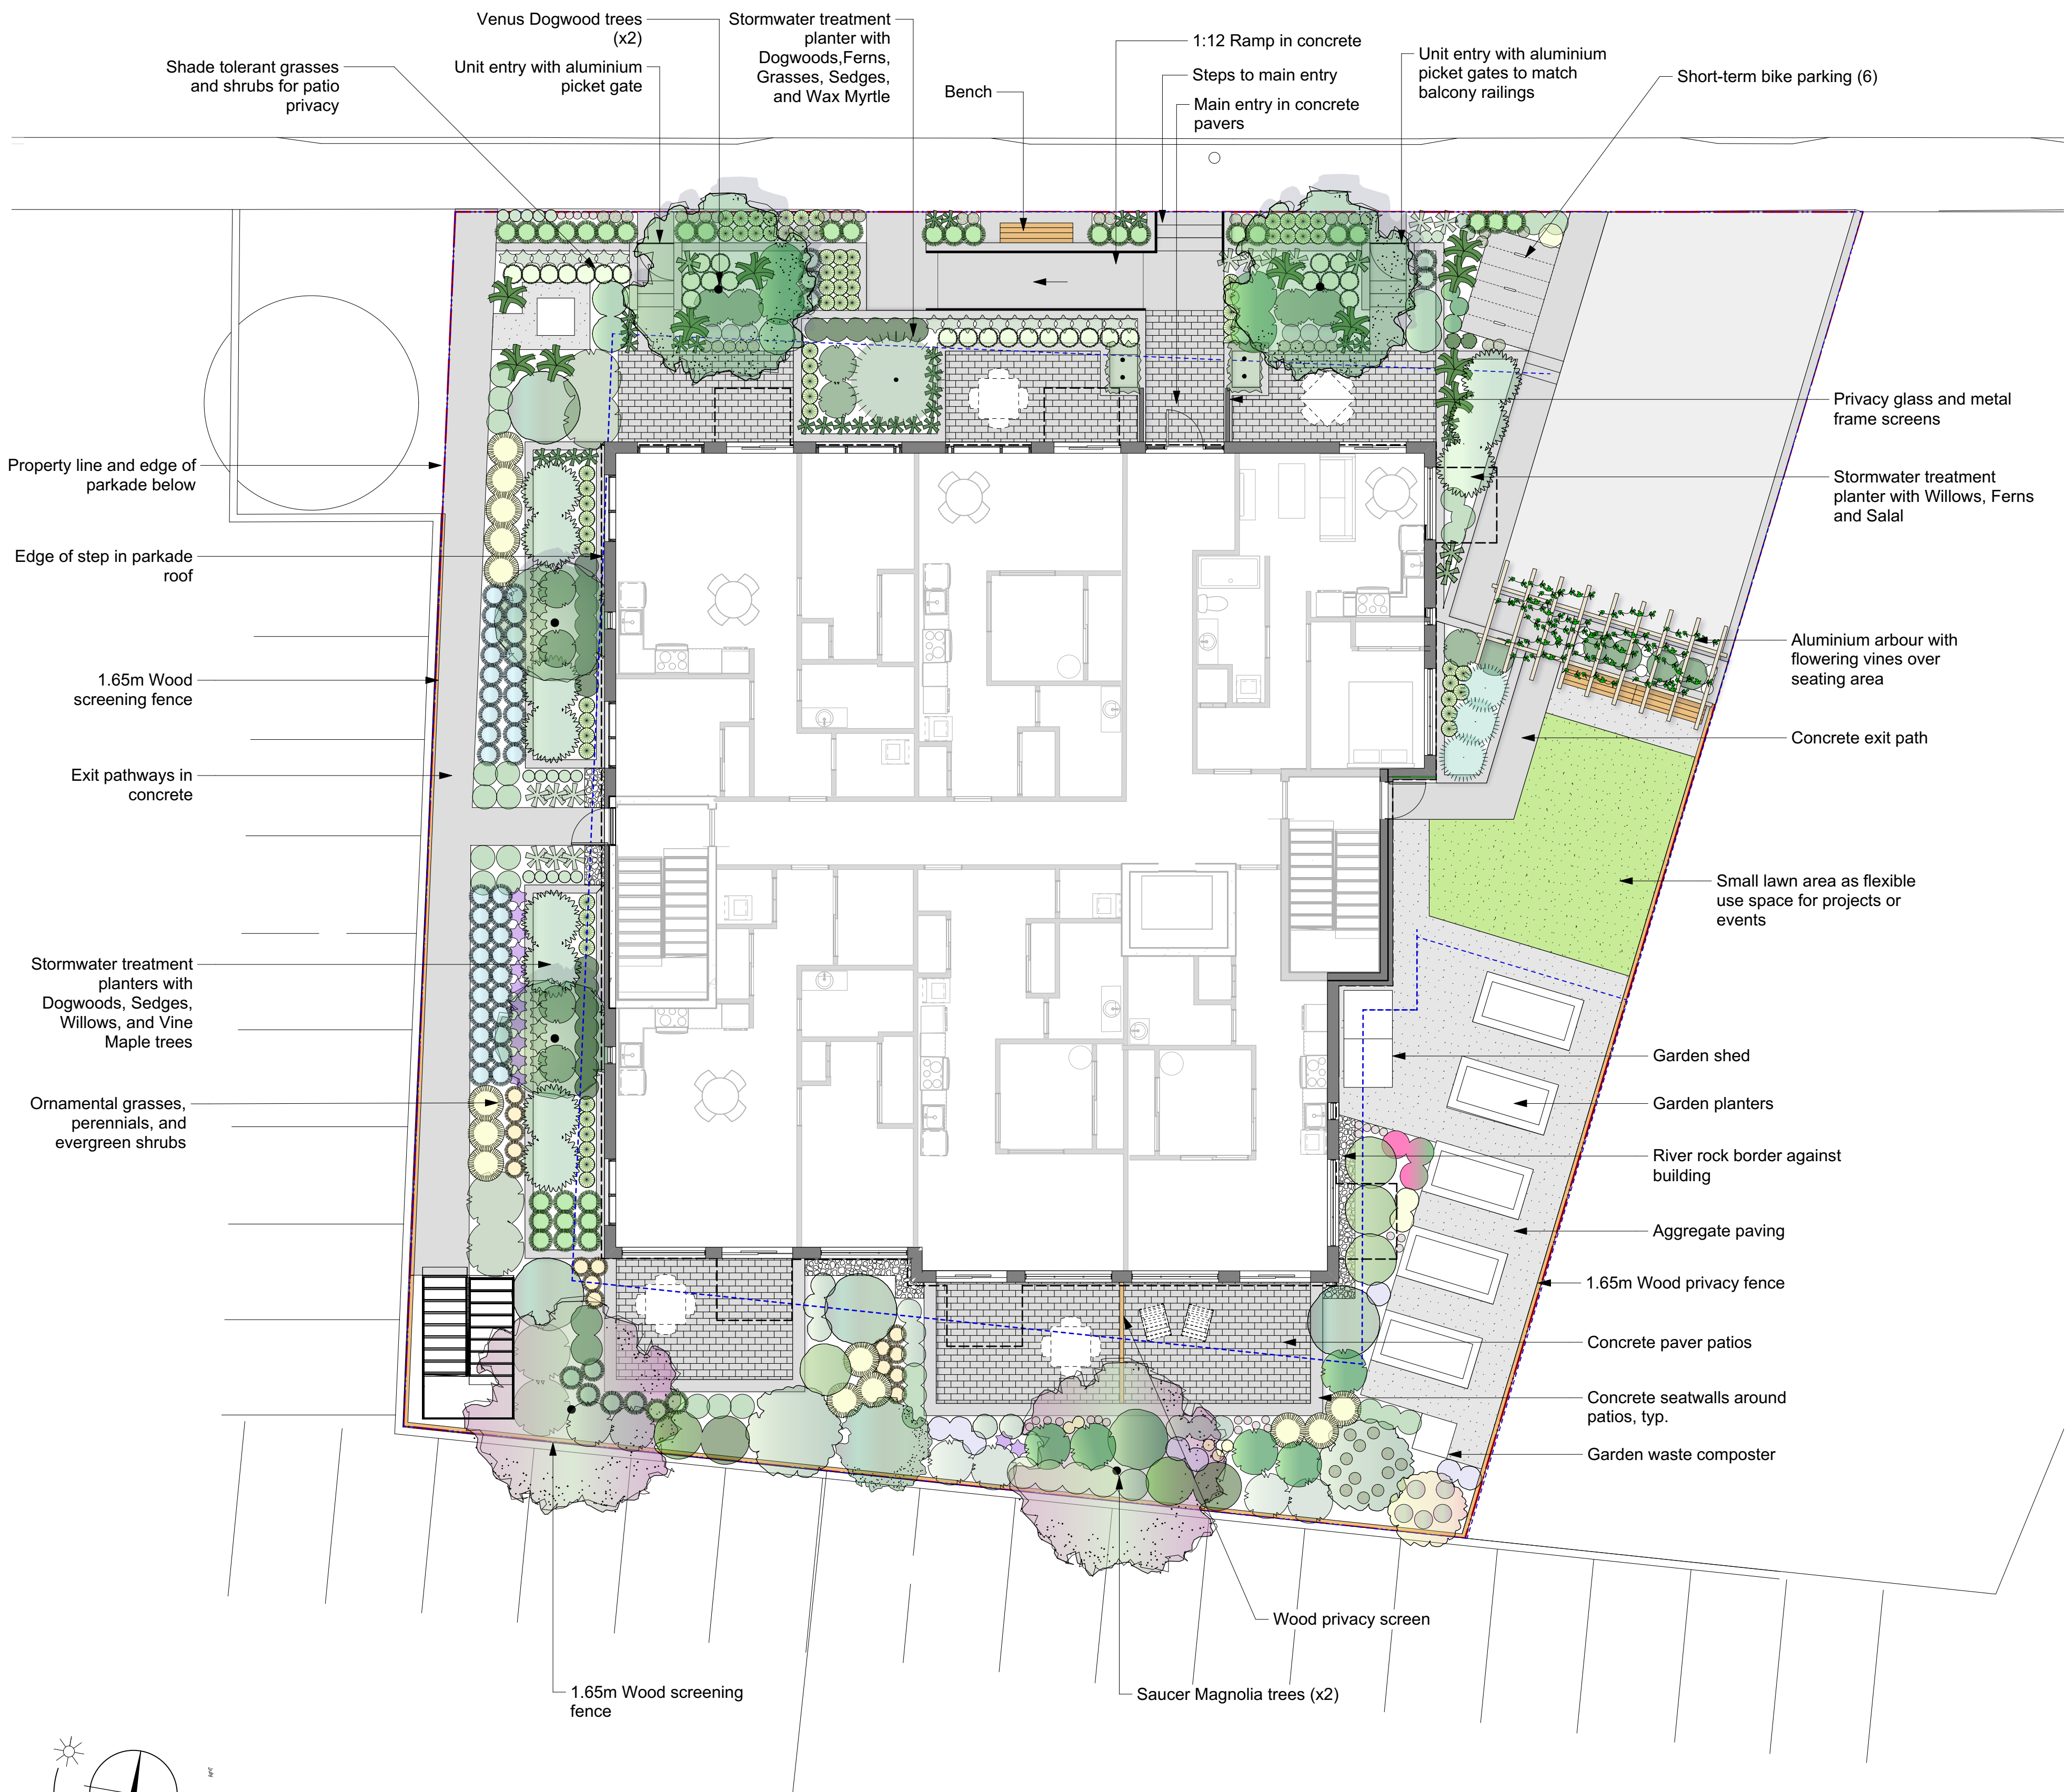 Venus Dogwood trees
(x2)
Stormwater treatment
planter with
Dogwoods,Ferns,
Grasses, Sedges,
and Wax Myrtle
1:12 Ramp in concrete
Unit entry with aluminium
picket gates to match
balcony railings
Shade tolerant grasses
and shrubs for patio
privacy
Unit entry with aluminium
picket gate
Steps to main entry
Short-term bike parking (6)
Bench
Main entry in concrete
pavers
Privacy glass and metal
frame screens
Property line and edge of
parkade below
Stormwater treatment
planter with Willows, Ferns
and Salal
Edge of step in parkade
roof
Aluminium arbour with
flowering vines over
seating area
1.65m Wood
screening fence
Concrete exit path
Exit pathways in
concrete
Small lawn area as flexible
use space for projects or
events
Stormwater treatment
planters with
Dogwoods, Sedges,
Willows, and Vine
Maple trees
Garden shed
Ornamental grasses,
perennials, and
evergreen shrubs
Garden planters
River rock border against
building
Aggregate paving
1.65m Wood privacy fence
Concrete paver patios
Concrete seatwalls around
patios, typ.
Garden waste composter
Wood privacy screen
1.65m Wood screening
fence
Saucer Magnolia trees (x2)